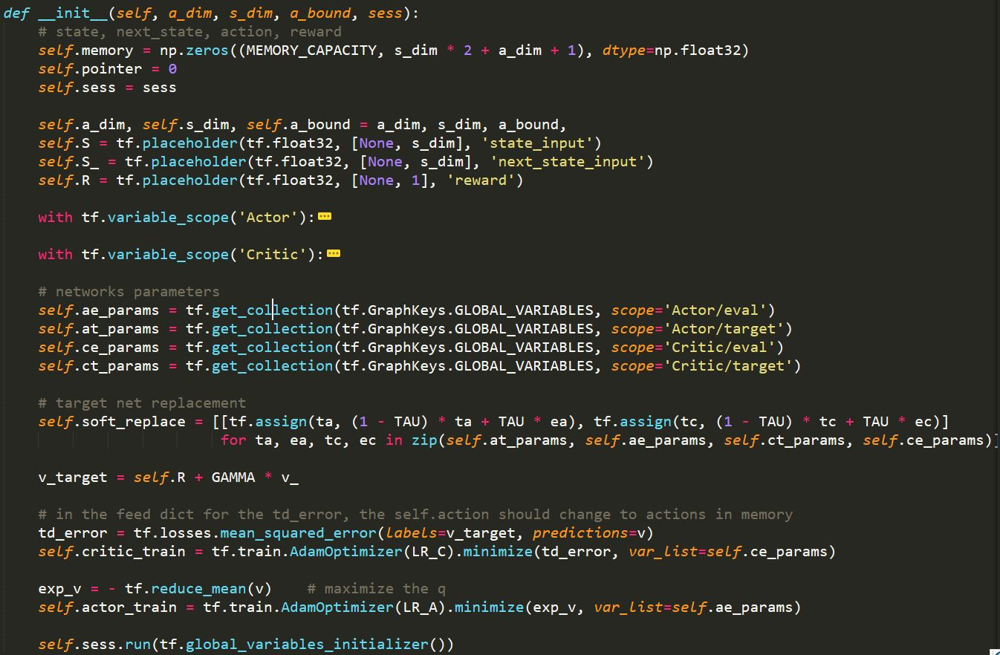 def __init__(self, a_dim, s_dim, a_bound, sess):
# state, next_state, action, reward
self.memory = np.zeros((MEMORY_CAPACITY, s_dim * 2 + a_dim + 1), dtype=np.float32)
self.pointer = 0
self.sess = sess
self.a_dim, self.s_dim, self.a_bound = a_dim, s_dim, a_bound,
self.S = tf.placeholder(tf.float32, [None, s_dim], 'state_input')
self.S_ = tf.placeholder(tf.float32, [None, s_dim], 'next_state_input')
self.R = tf.placeholder(tf.float32, [None, 1], 'reward')
with tf.variable_scope('Actor'):
with tf.variable_scope('Critic'):
# networks parameters
self.ae_params = tf.get_collection(tf.GraphKeys.GLOBAL_VARIABLES, scope='Actor/eval')
self.at_params = tf.get_collection(tf.GraphKeys.GLOBAL_VARIABLES, scope='Actor/target')
self.ce_params = tf.get_collection(tf.GraphKeys.GLOBAL_VARIABLES, scope='Critic/eval')
self.ct_params = tf.get_collection(tf.GraphKeys.GLOBAL_VARIABLES, scope='Critic/target')
# target net replacement
self.soft_replace = [[tf.assign(ta, (1 - TAU) * ta + TAU * ea), tf.assign(tc, (1 - TAU) * tc + TAU * ec)]
for ta, ea, tc, ec in zip(self.at_params, self.ae_params, self.ct_params, self.ce_params)]
v_target = self.R + GAMMA * v_
# in the feed dict for the td_error, the self.action should change to actions in memory
td_error = tf.losses.mean_squared_error(labels=v_target, predictions=v)
self.critic_train = tf.train.AdamOptimizer(LR_C).minimize(td_error, var_list=self.ce_params)
exp_v = - tf.reduce_mean(v)    # maximize the q
self.actor_train = tf.train.AdamOptimizer(LR_A).minimize(exp_v, var_list=self.ae_params)
self.sess.run(tf.global_variables_initializer())